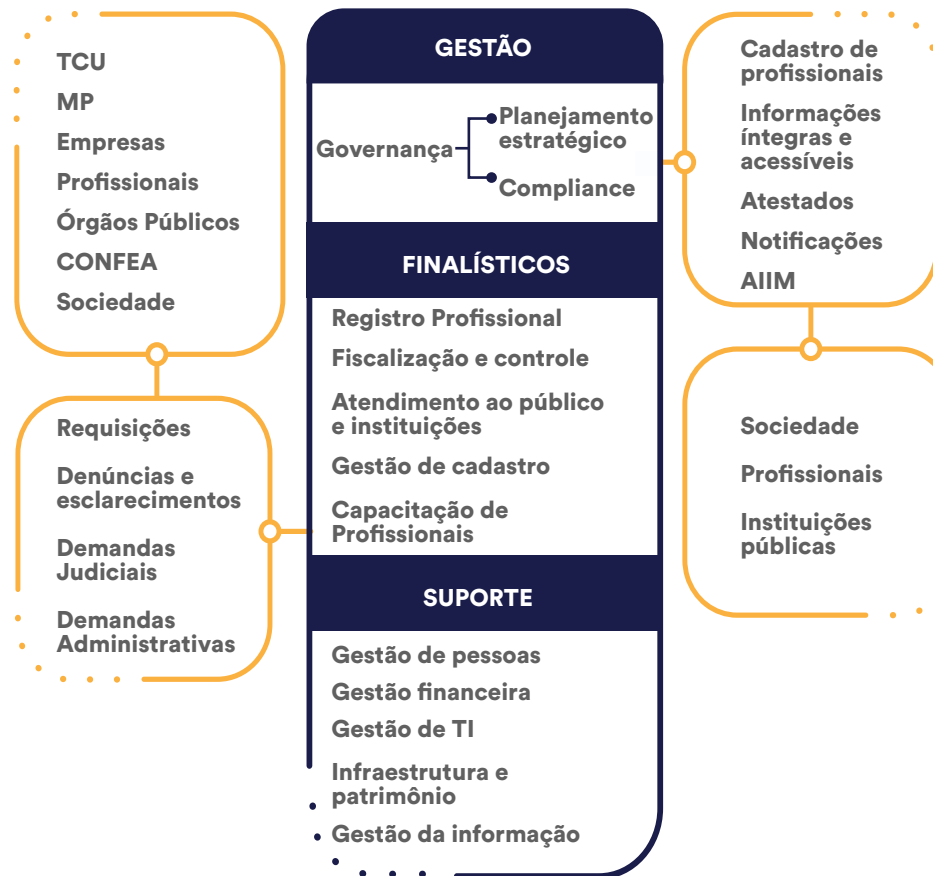 TCU
MP
Empresas
Profissionais
Órgãos Públicos
CONFEA
Sociedade
Requisições
Denúncias e
esclarecimentos
Demandas
Judiciais
Demandas
Administrativas
GESTÃO
Governança
Planejamento
estratégico
Compliance
FINALÍSTICOS
Registro Profissional
Fiscalização e controle
Atendimento ao público
e instituições
Gestão de cadastro
Capacitação de
Profissionais
SUPORTE
Gestão de pessoas
Gestão financeira
Gestão de TI
Infraestrutura e
patrimônio
Gestão da informação
Cadastro de
profissionais
Informações
íntegras e
acessíveis
Atestados
Notificações
AIIM
Sociedade
Profissionais
Instituições
públicas